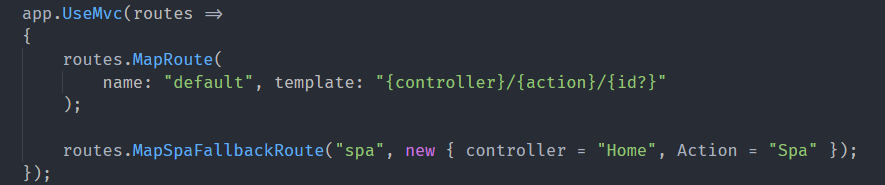 app.UseMvc(routes =>
{
    routes.MapRoute(
        name: "default", template: "{controller}/{action}/{id?}"
    );

    routes.MapSpaFallbackRoute("spa", new { controller = "Home", Action = "Spa" });
});